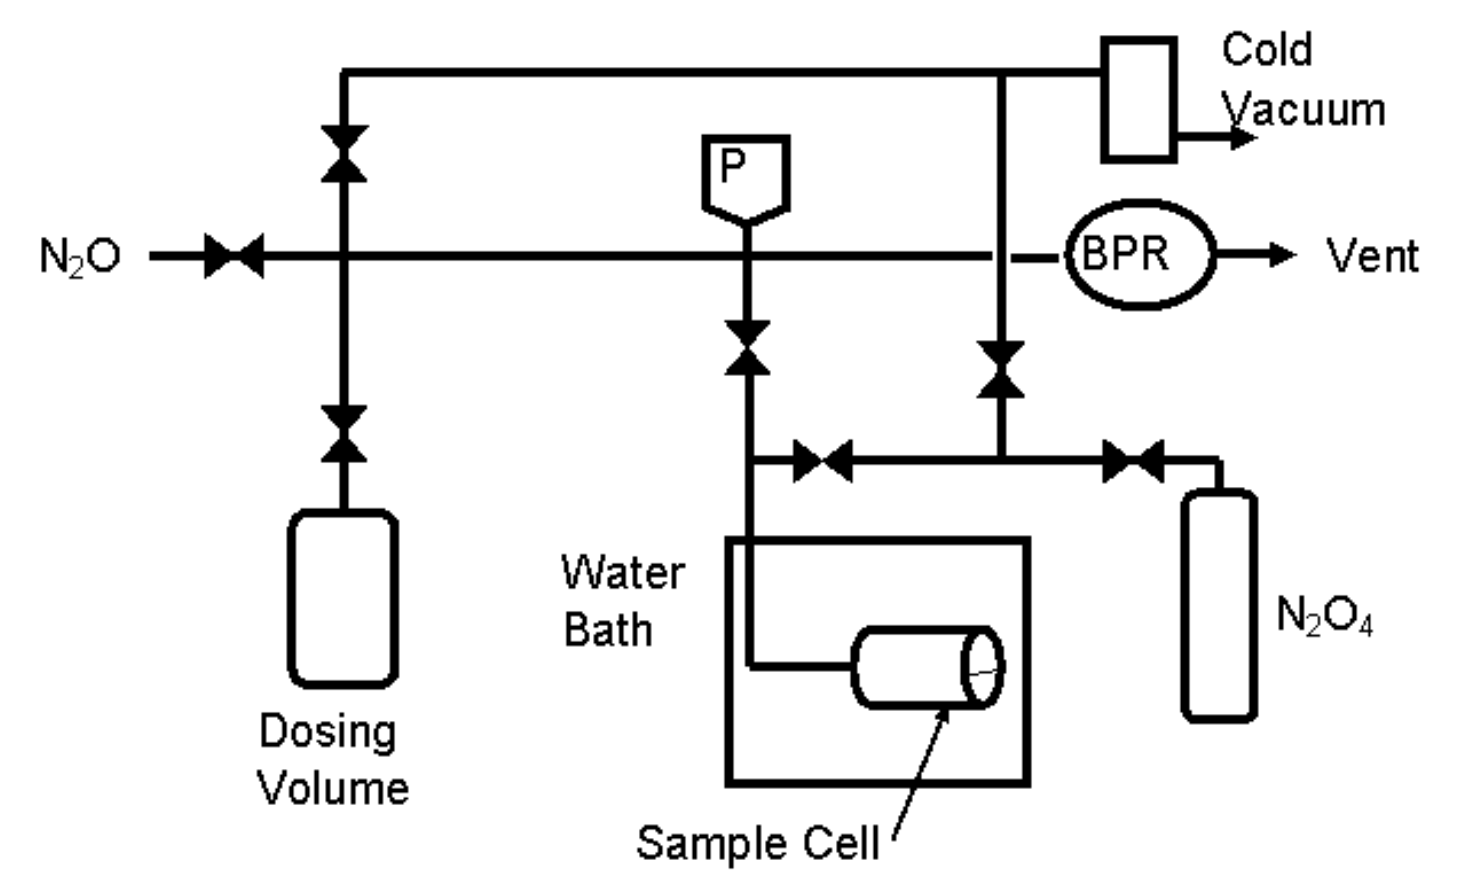 Cold
Vacuum
P
N₂O
BPR
Vent
Water
Bath
N₂O₄
Dosing
Volume
Sample Cell